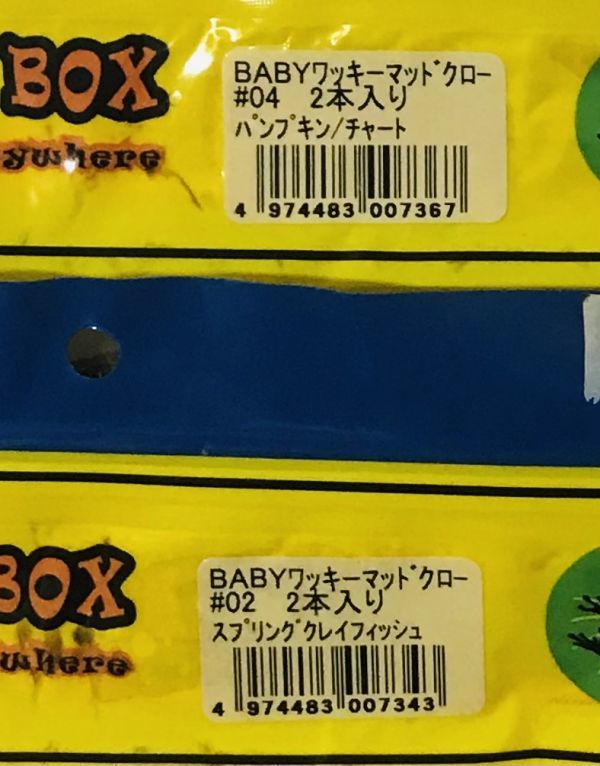 BOX
ywhere
BABYワッキーマッドクロー
#04 2本入り
パンプキン/チャート
4 974483 007367
BOX
where
BABYワッキーマッドクロー
#02 2本入り
スプリングクレイフィッシュ
4 974483 007343